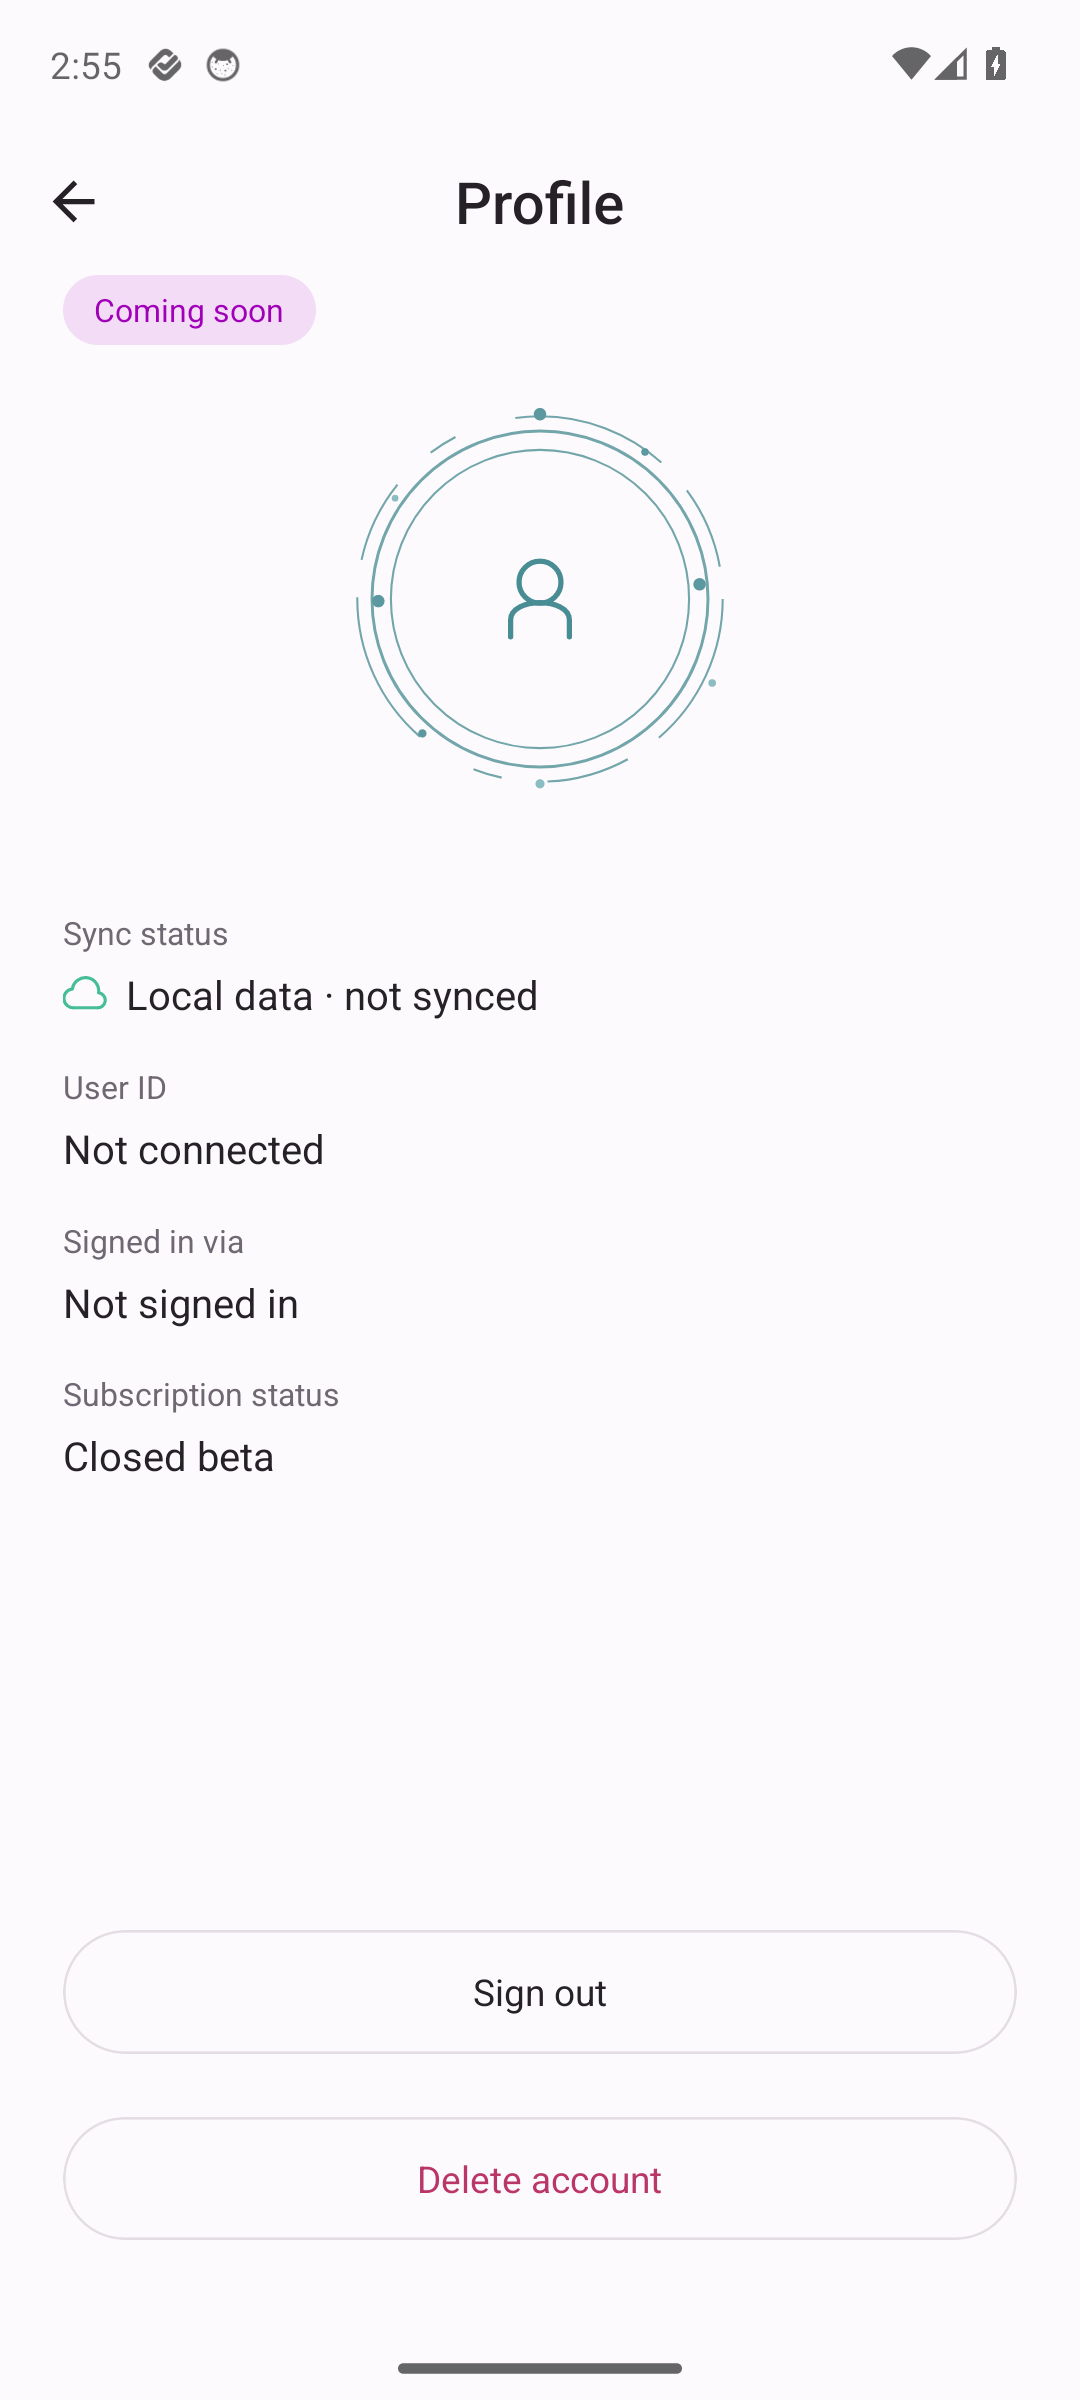 2:55
Profile
Coming soon
Sync status
Local data · not synced
User ID
Not connected
Signed in via
Not signed in
Subscription status
Closed beta
Sign out
Delete account